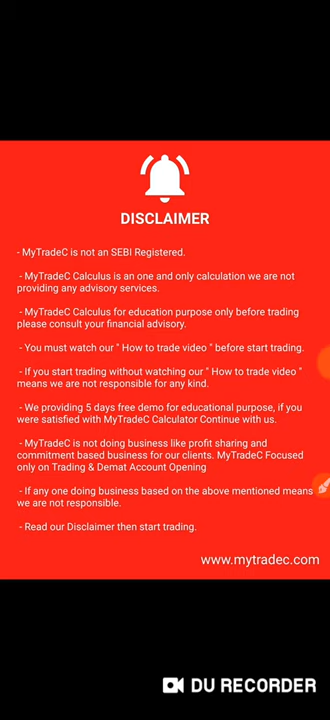 DISCLAIMER
- MyTradeC is not an SEBI Registered.
- MyTradeC Calculus is an one and only calculation we are not
providing any advisory services.
- MyTradeC Calculus for education purpose only before trading
please consult your financial advisory.
- You must watch our " How to trade video " before start trading.
- If you start trading without watching our " How to trade video "
means we are not responsible for any kind.
- We providing 5 days free demo for educational purpose, if you
were satisfied with MyTradeC Calculator Continue with us.
- MyTradeC is not doing business like profit sharing and
commitment based business for our clients. MyTradeC Focused
only on Trading & Demat Account Opening
- If any one doing business based on the above mentioned means
we are not responsible.
- Read our Disclaimer then start trading.
www.mytradec.com
DU RECORDER